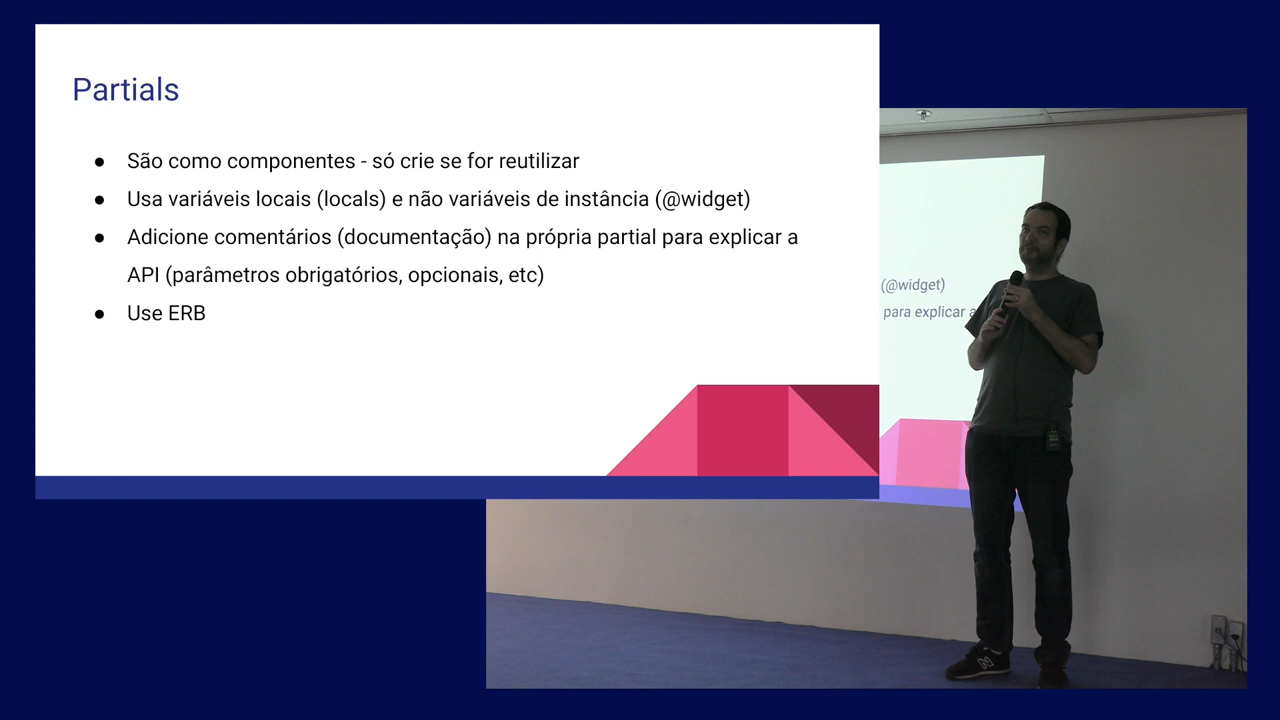 Partials
● São como componentes - só crie se for reutilizar
● Usa variáveis locais (locals) e não variáveis de instância (@widget)
● Adicione comentários (documentação) na própria partial para explicar a
API (parâmetros obrigatórios, opcionais, etc)
● Use ERB
(@widget)
para explicar a